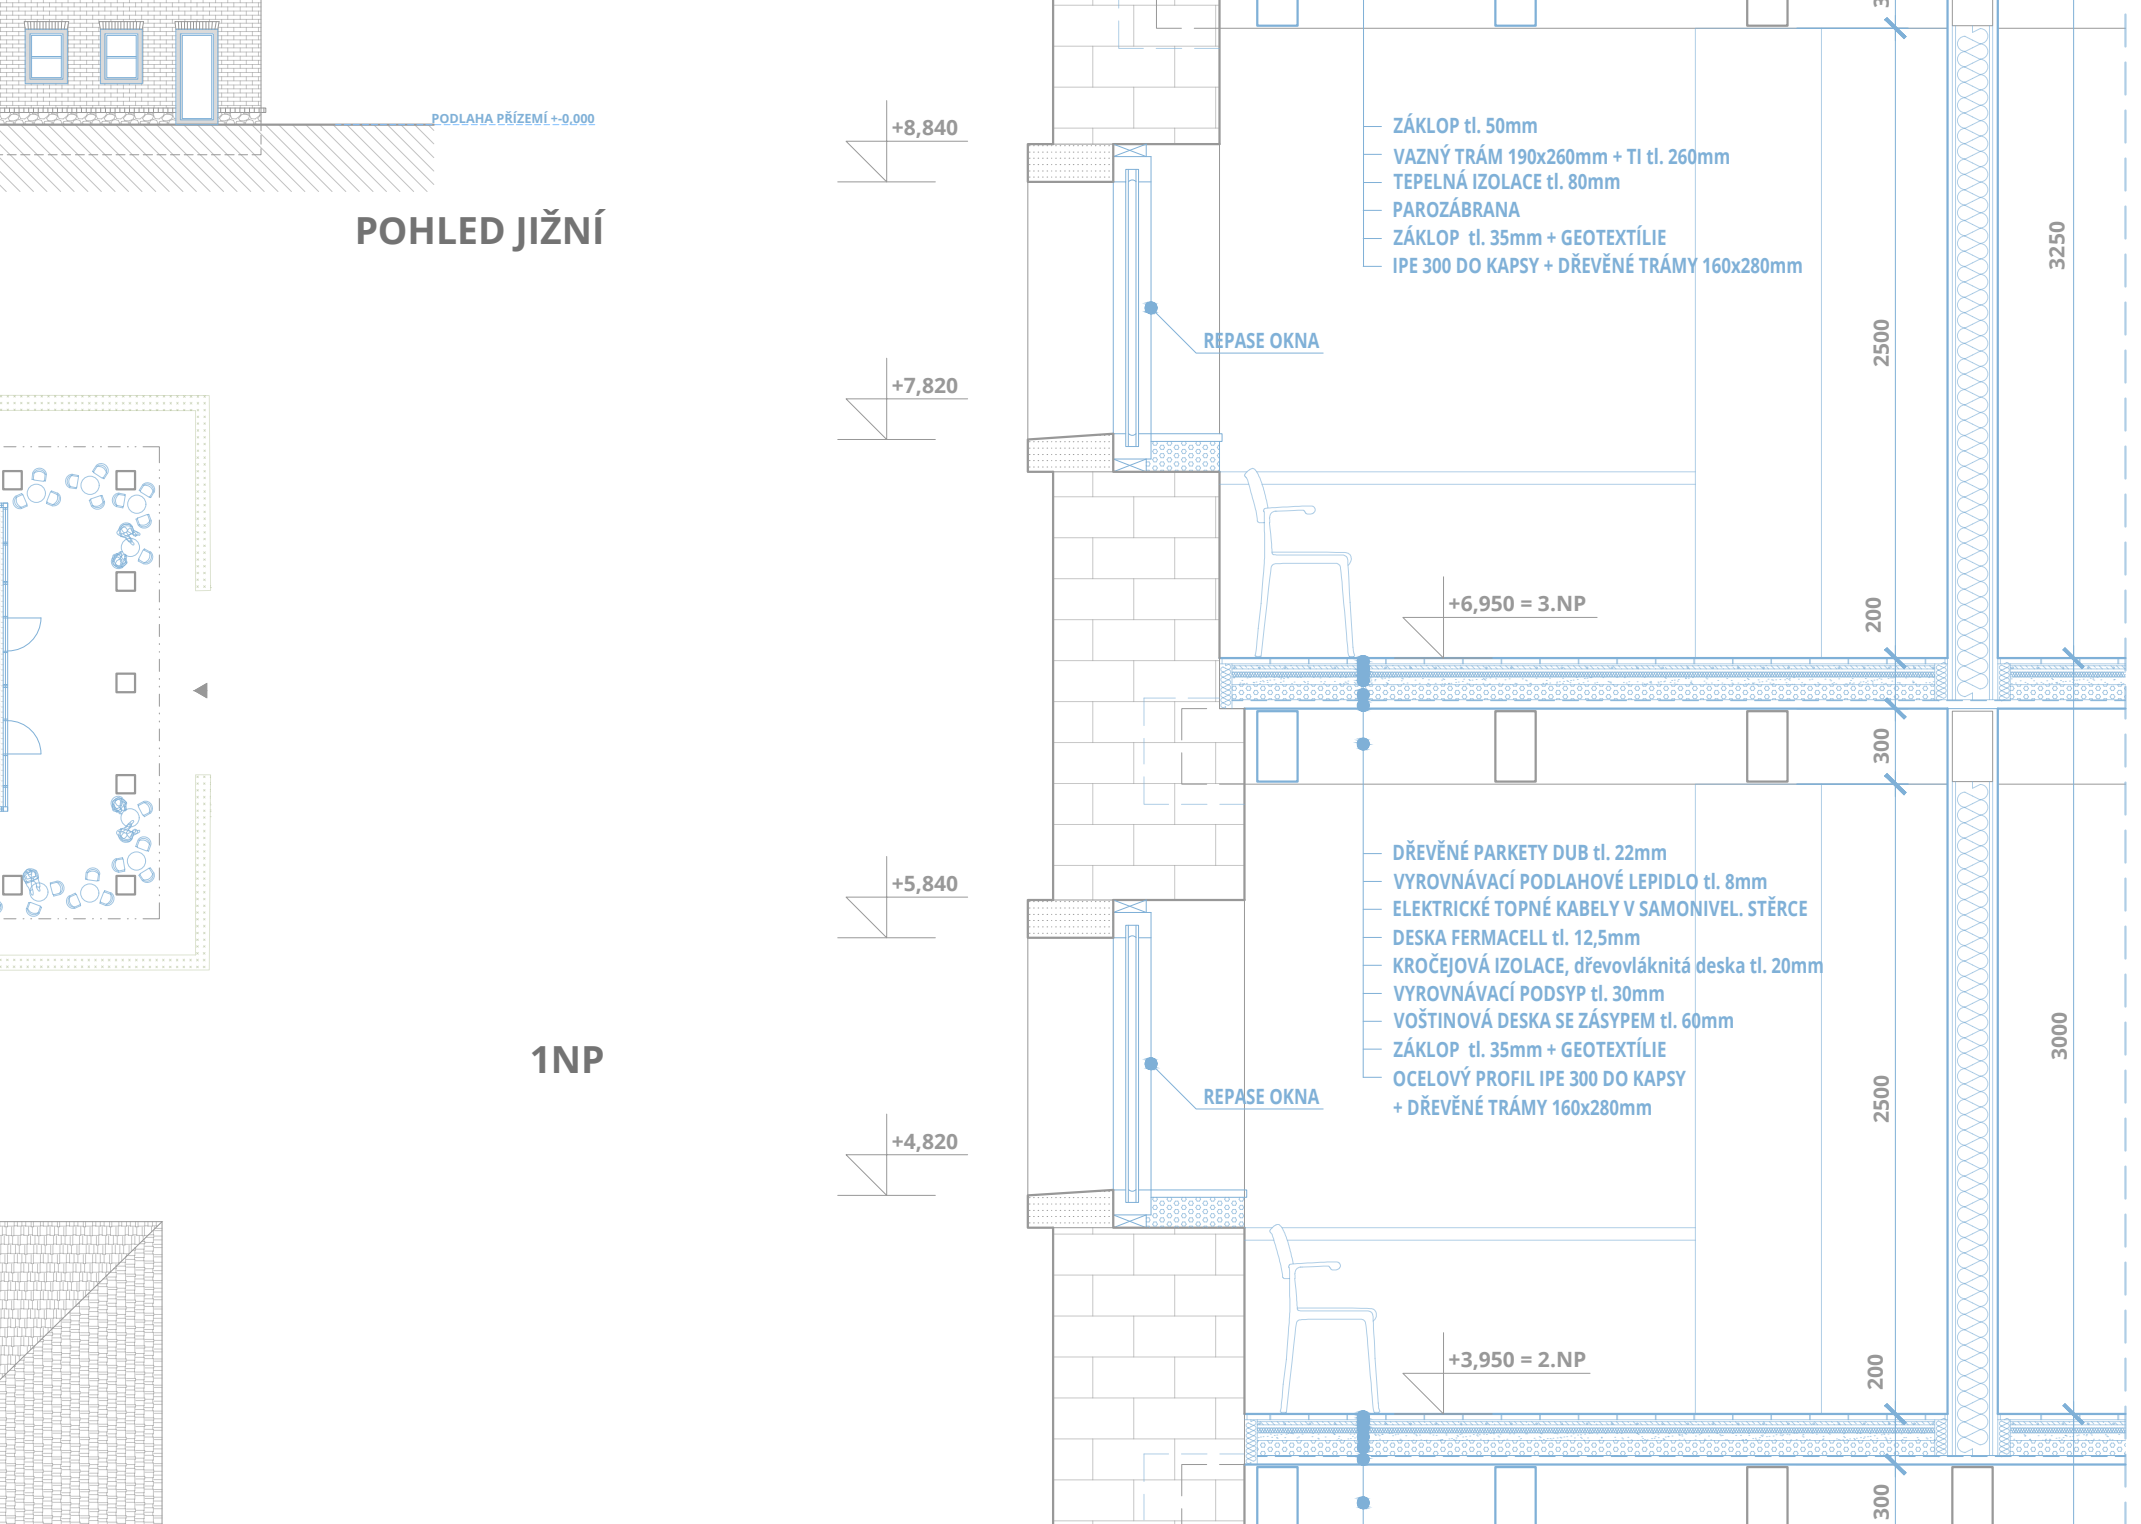 PODLAHA PŘÍZEMÍ +-0,000
POHLED JIŽNÍ
1NP
+8,840
+7,820
+5,840
+4,820
ZÁKLOP tl. 50mm
VAZNÝ TRÁM 190x260mm + TI tl. 260mm
TEPELNÁ IZOLACE tl. 80mm
PAROZÁBRANA
ZÁKLOP tl. 35mm + GEOTEXTÍLIE
IPE 300 DO KAPSY + DŘEVĚNÉ TRÁMY 160x280mm
REPASE OKNA
+6,950 = 3.NP
2500
3250
200
300
DŘEVĚNÉ PARKETY DUB tl. 22mm
VYROVNÁVACÍ PODLAHOVÉ LEPIDLO tl. 8mm
ELEKTRICKÉ TOPNÉ KABELY V SAMONIVEL. STĚRCE
DESKA FERMACELL tl. 12,5mm
KROČEJOVÁ IZOLACE, dřevovláknitá deska tl. 20mm
VYROVNÁVACÍ PODSYP tl. 30mm
VOŠTINOVÁ DESKA SE ZÁSYPEM tl. 60mm
ZÁKLOP tl. 35mm + GEOTEXTÍLIE
OCELOVÝ PROFIL IPE 300 DO KAPSY
+ DŘEVĚNÉ TRÁMY 160x280mm
REPASE OKNA
+3,950 = 2.NP
2500
3000
200
300